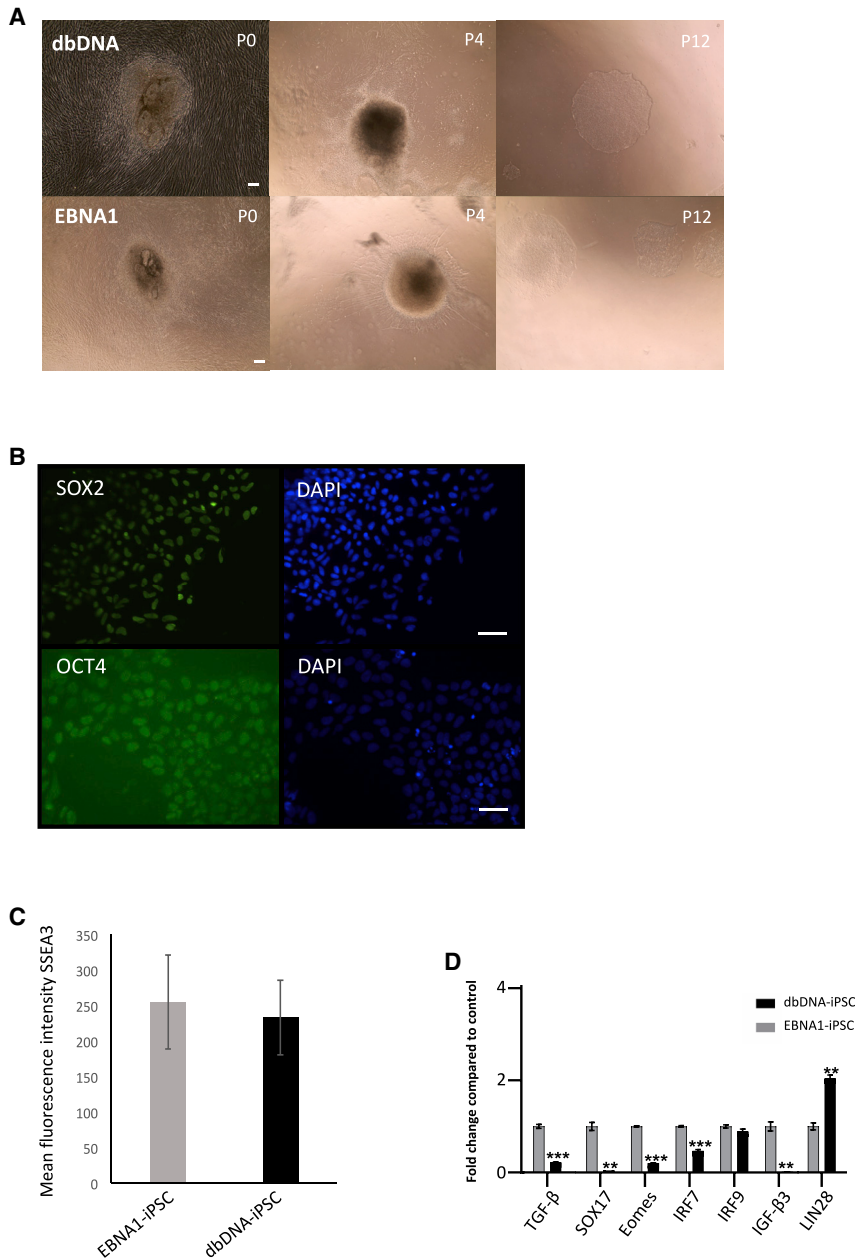 A
dbDNA
P0
P4
P12
EBNA1
P0
P4
P12
B
SOX2
DAPI
OCT4
DAPI
C
Mean fluorescence intensity SSEA3
350
300
250
200
150
100
50
0
EBNA1-iPSC
dbDNA-iPSC
D
Fold change compared to control
4
2
0
dbDNA-iPSC
EBNA1-iPSC
***
**
***
***
**
**
TGF-β
SOX17
Eomes
IRF7
IRF9
IGF-β3
LIN28